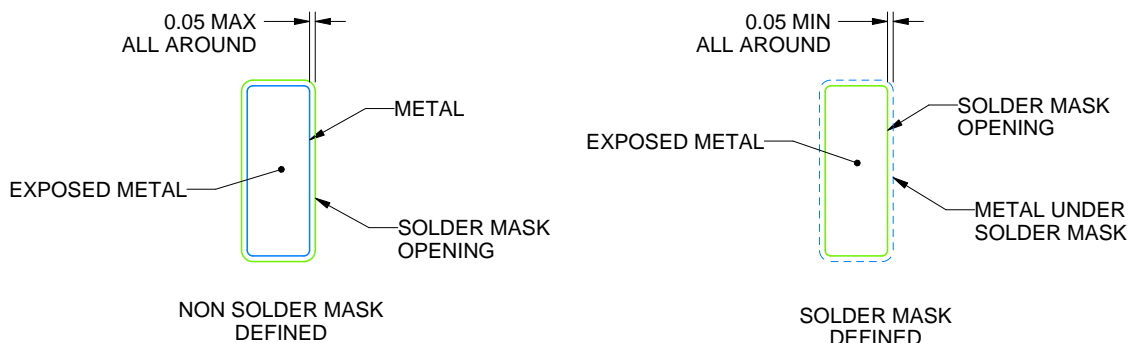 0.05 MAX
ALL AROUND
METAL
EXPOSED METAL
SOLDER MASK
OPENING
NON SOLDER MASK
DEFINED
0.05 MIN
ALL AROUND
SOLDER MASK
OPENING
EXPOSED METAL
METAL UNDER
SOLDER MASK
SOLDER MASK
DEFINED